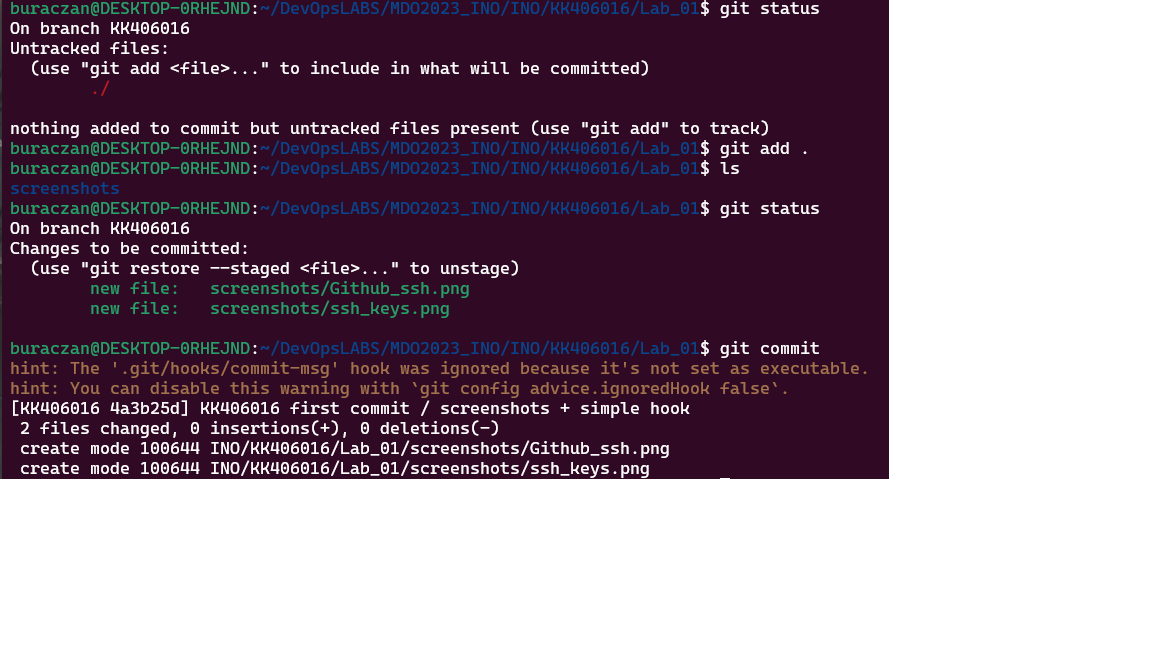 buraczan@DESKTOP-0RHEJND:~/DevOpsLABS/MDO2023_INO/INO/KK406016/Lab_01$ git status
On branch KK406016
Untracked files:
  (use "git add <file>..." to include in what will be committed)
        ./

nothing added to commit but untracked files present (use "git add" to track)
buraczan@DESKTOP-0RHEJND:~/DevOpsLABS/MDO2023_INO/INO/KK406016/Lab_01$ git add .
buraczan@DESKTOP-0RHEJND:~/DevOpsLABS/MDO2023_INO/INO/KK406016/Lab_01$ ls
screenshots
buraczan@DESKTOP-0RHEJND:~/DevOpsLABS/MDO2023_INO/INO/KK406016/Lab_01$ git status
On branch KK406016
Changes to be committed:
  (use "git restore --staged <file>..." to unstage)
        new file:   screenshots/Github_ssh.png
        new file:   screenshots/ssh_keys.png

buraczan@DESKTOP-0RHEJND:~/DevOpsLABS/MDO2023_INO/INO/KK406016/Lab_01$ git commit
hint: The '.git/hooks/commit-msg' hook was ignored because it's not set as executable.
hint: You can disable this warning with `git config advice.ignoredHook false`.
[KK406016 4a3b25d] KK406016 first commit / screenshots + simple hook
 2 files changed, 0 insertions(+), 0 deletions(-)
 create mode 100644 INO/KK406016/Lab_01/screenshots/Github_ssh.png
 create mode 100644 INO/KK406016/Lab_01/screenshots/ssh_keys.png